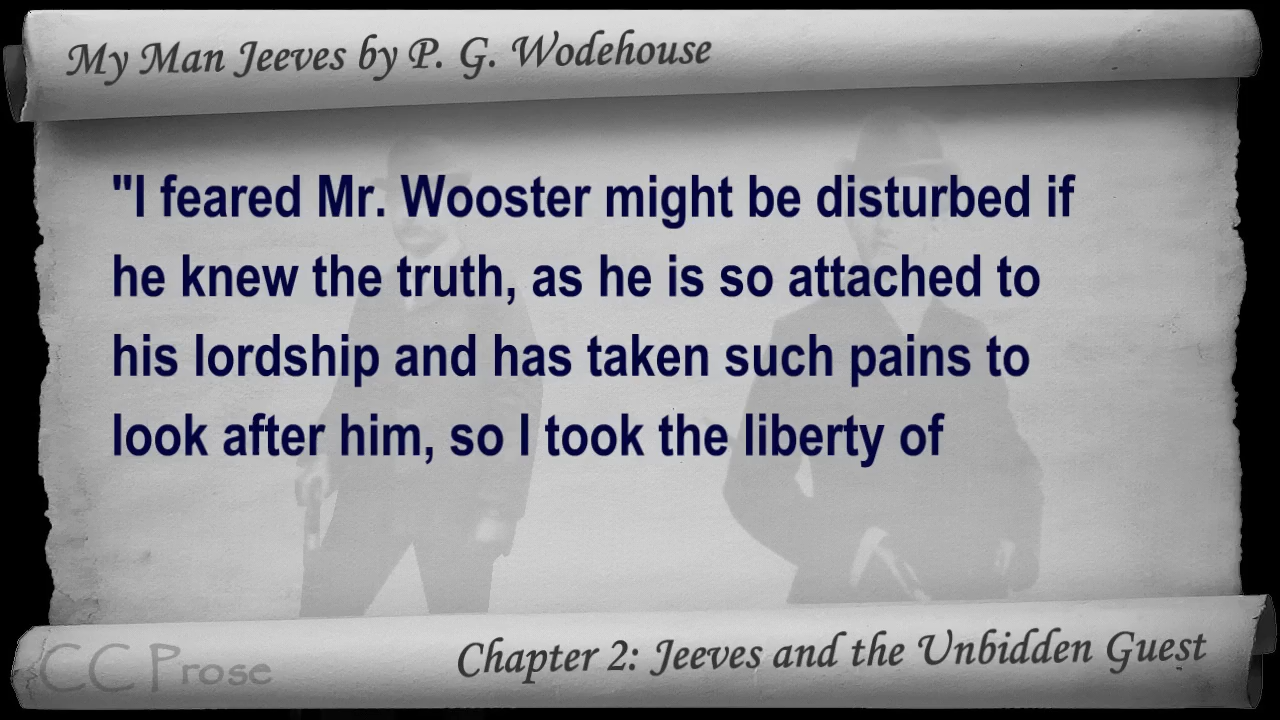 My Man Jeeves by P. G. Wodehouse
"I feared Mr. Wooster might be disturbed if
he knew the truth, as he is so attached to
his lordship and has taken such pains to
look after him, so I took the liberty of
Chapter 2: Jeeves and the Unbidden Guest
CC Prose